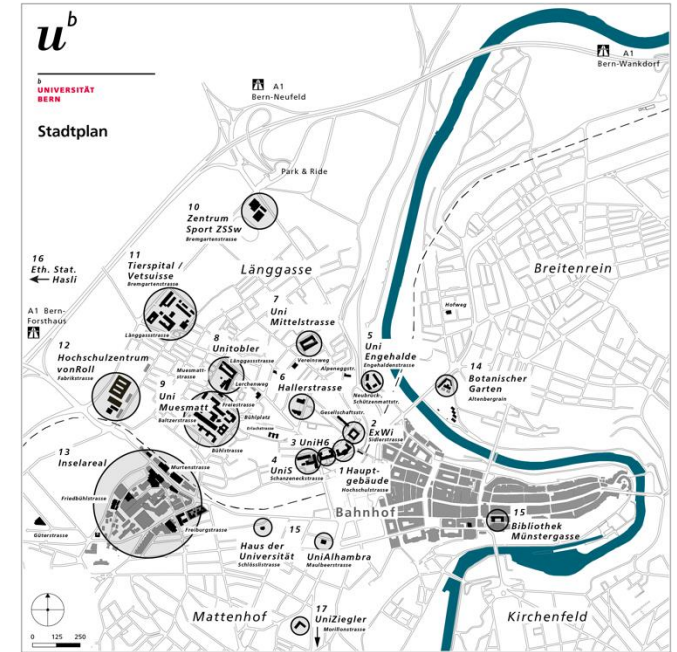 u^b
b
UNIVERSITÄT
BERN
Stadtplan
A1
Bern-Neufeld
A1
Bern-Wankdorf
Park & Ride
10
Zentrum
Sport ZSSw
Bremgartenstrasse
16
Eth. Stat.
Hasli
11
Tierspital /
Vetsuisse
Bremgartenstrasse
Länggassstrasse
Länggasse
Breitenrein
Hofweg
A1 Bern-
Forsthaus
7
Uni
Mittelstrasse
Vereinsweg
Alpeneggstr.
12
Hochschulzentrum
vonRoll
Fabrikstrasse
8
Unitobler
Länggassstrasse
Muesmatt-
strasse
Lerchenweg
5
Uni
Engehalde
Engehaldenstrasse
Neubrück-
Schützenmattstr.
14
Botanischer
Garten
Altenbergrain
9
Uni
Muesmatt
Baltzerstrasse
Freiestrasse
Bühlplatz
Bühlstrasse
6
Hallerstrasse
Gesellschaftsstr.
Erlachstrasse
2
ExWi
Sidlerstrasse
3 UniH6
4
UniS
Schanzeneckstrasse
1 Haupt-
gebäude
Hochschulstrasse
Bahnhof
13
Inselareal
Murtenstrasse
Friedbühlstrasse
Freiburgstrasse
Güterstrasse
15
Haus der
Universität
Schlösslistrasse
UniAlhambra
Maulbeerstrasse
15
Bibliothek
Münstergasse
Mattenhof
17
UniZiegler
Morillonstrasse
Kirchenfeld
0 125 250